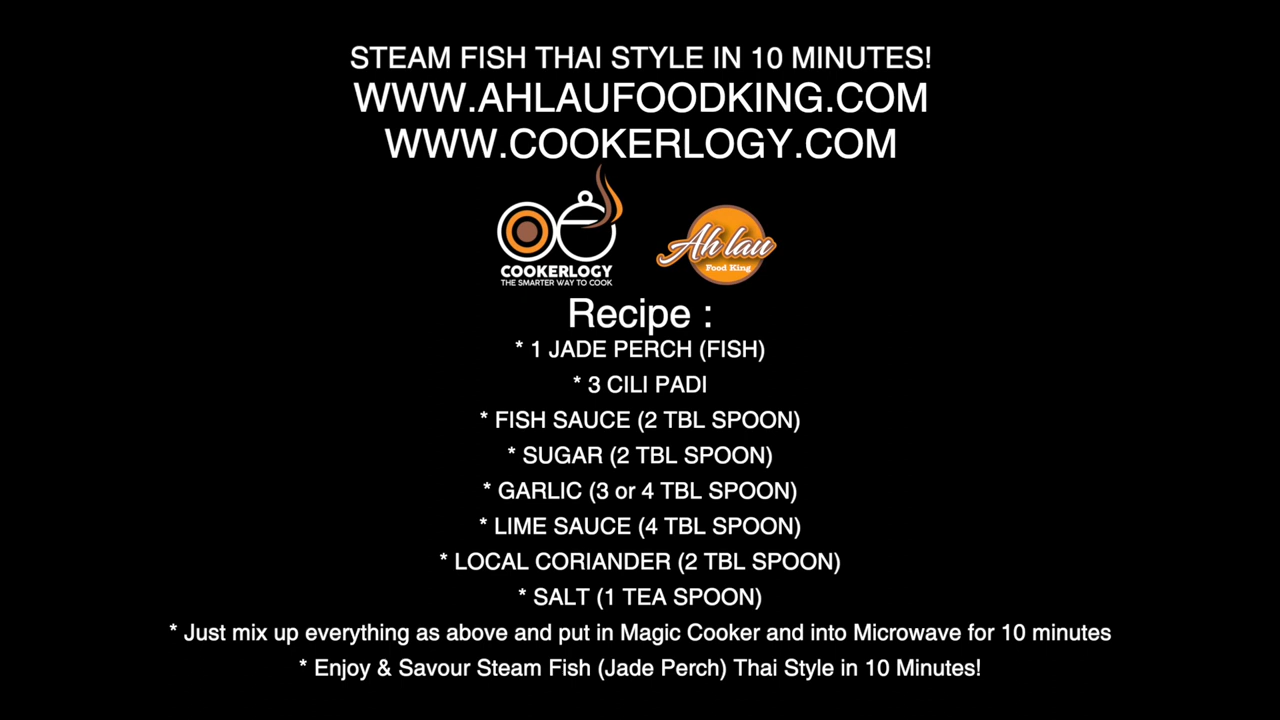 STEAM FISH THAI STYLE IN 10 MINUTES!
WWW.AHLAUFOODKING.COM
WWW.COOKERLOGY.COM
COOKERLOGY
THE SMARTER WAY TO COOK
Ah lau
Food King
Recipe :
* 1 JADE PERCH (FISH)
* 3 CILI PADI
* FISH SAUCE (2 TBL SPOON)
* SUGAR (2 TBL SPOON)
* GARLIC (3 or 4 TBL SPOON)
* LIME SAUCE (4 TBL SPOON)
* LOCAL CORIANDER (2 TBL SPOON)
* SALT (1 TEA SPOON)
* Just mix up everything as above and put in Magic Cooker and into Microwave for 10 minutes
* Enjoy & Savour Steam Fish (Jade Perch) Thai Style in 10 Minutes!